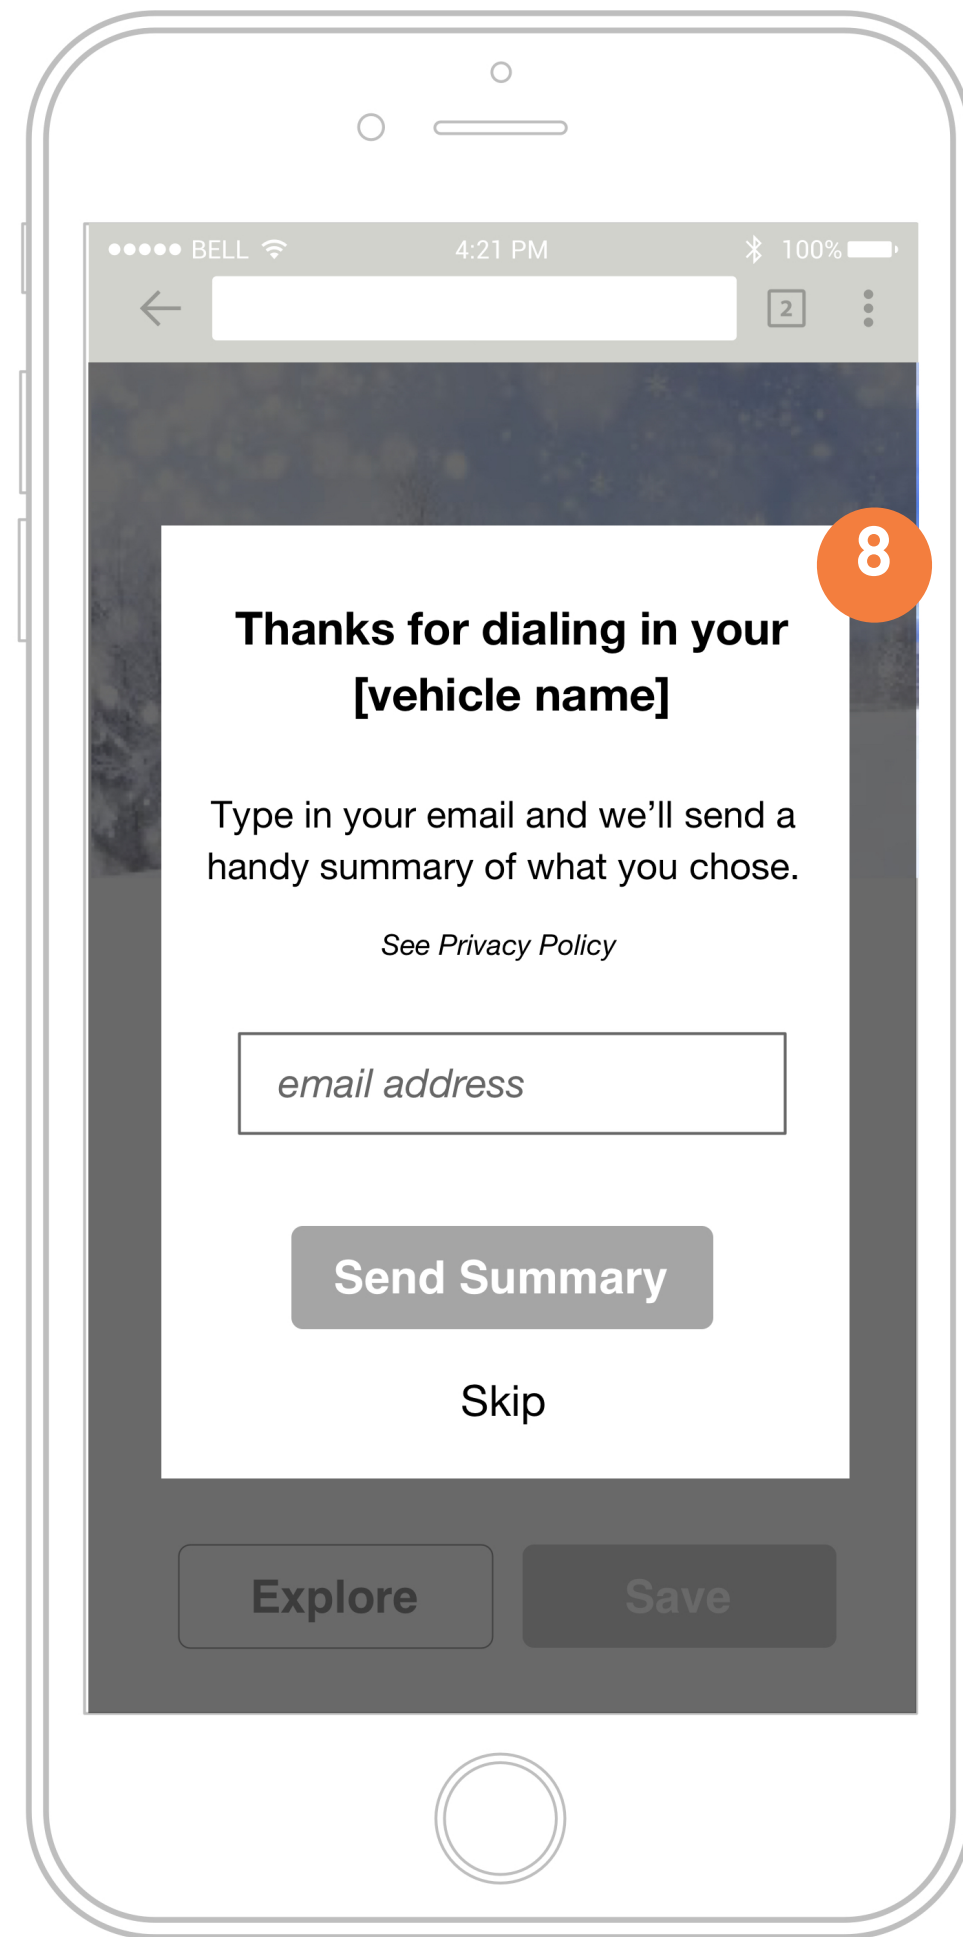 BELL 4:21 PM 100%
2
8
Thanks for dialing in your
[vehicle name]
Type in your email and we’ll send a
handy summary of what you chose.
See Privacy Policy
email address
Send Summary
Skip
Explore Save